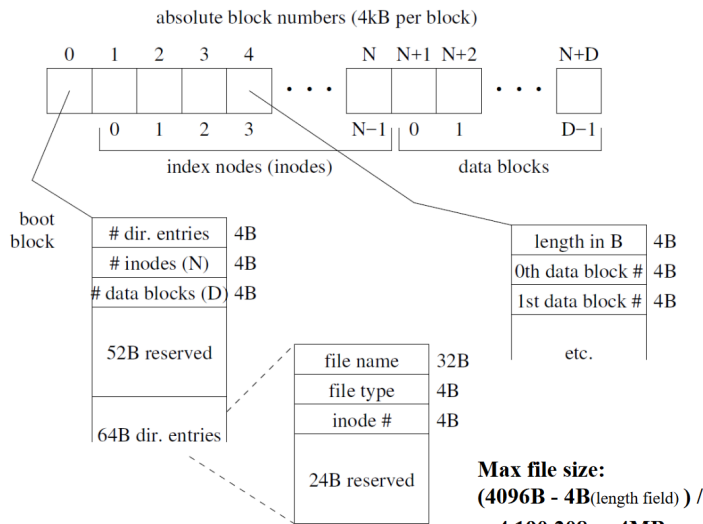 absolute block numbers (4kB per block)
0 1 2 3 4 N N+1 N+2 N+D
0 1 2 3 N−1 0 1 D−1
index nodes (inodes) data blocks
boot
block
# dir. entries 4B
# inodes (N) 4B
# data blocks (D) 4B
52B reserved
64B dir. entries
file name 32B
file type 4B
inode # 4B
24B reserved
length in B 4B
0th data block # 4B
1st data block # 4B
etc.
Max file size:
(4096B - 4B(length field) ) /